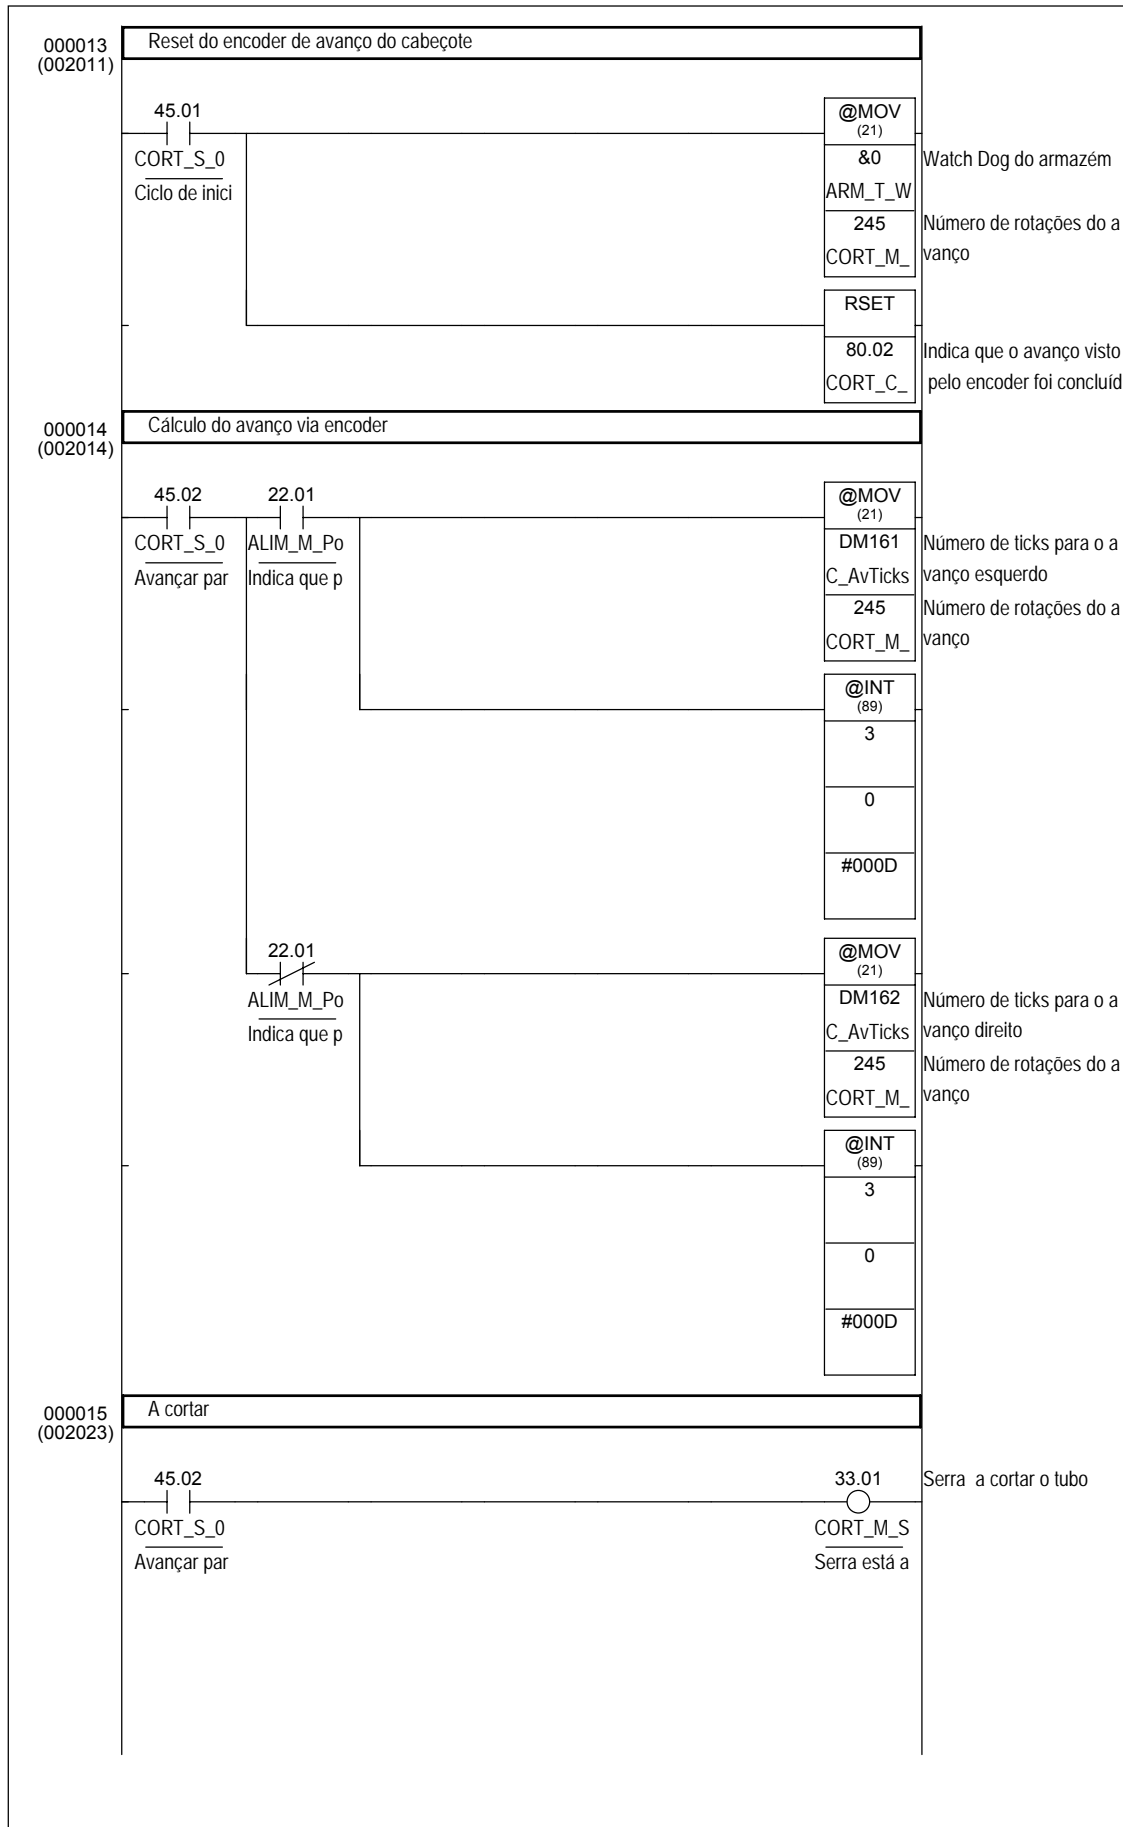 000013
(002011)
Reset do encoder de avanço do cabeçote
45.01
CORT_S_0
Ciclo de inici
@MOV
(21)
&0
ARM_T_W
Watch Dog do armazém
245
CORT_M_
Número de rotações do a
vanço
RSET
80.02
CORT_C_
Indica que o avanço visto
pelo encoder foi concluíd
000014
(002014)
Cálculo do avanço via encoder
45.02
CORT_S_0
Avançar par
22.01
ALIM_M_Po
Indica que p
@MOV
(21)
DM161
C_AvTicks
Número de ticks para o a
vanço esquerdo
245
CORT_M_
Número de rotações do a
vanço
@INT
(89)
3
0
#000D
22.01
ALIM_M_Po
Indica que p
@MOV
(21)
DM162
C_AvTicks
Número de ticks para o a
vanço direito
245
CORT_M_
Número de rotações do a
vanço
@INT
(89)
3
0
#000D
000015
(002023)
A cortar
45.02
CORT_S_0
Avançar par
33.01
CORT_M_S
Serra está a
Serra a cortar o tubo